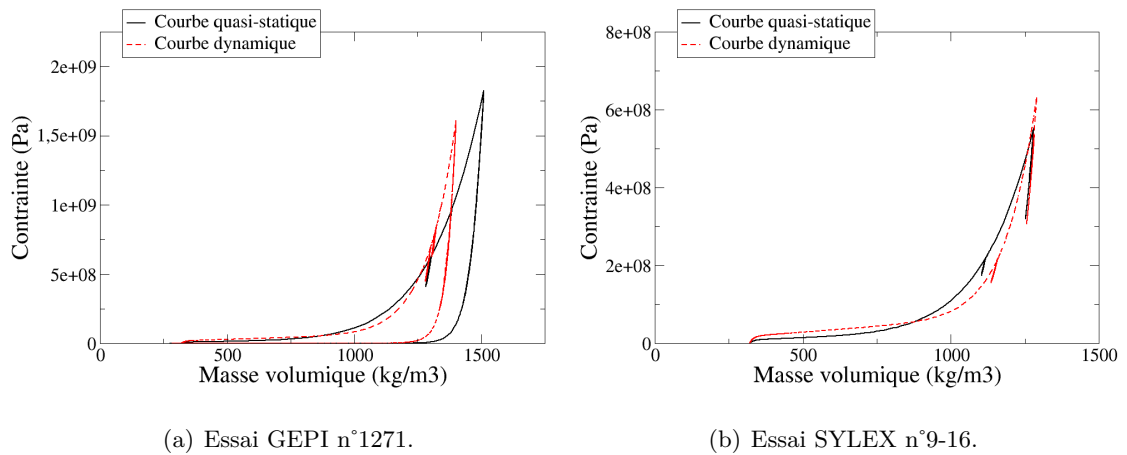 Courbe quasi-statique
Courbe dynamique
2e+09
1,5e+09
1e+09
5e+08
0
0
500
1000
1500
Contrainte (Pa)
Masse volumique (kg/m3)
(a) Essai GEPI n°1271.
Courbe quasi-statique
Courbe dynamique
8e+08
6e+08
4e+08
2e+08
0
0
500
1000
1500
Contrainte (Pa)
Masse volumique (kg/m3)
(b) Essai SYLEX n°9-16.